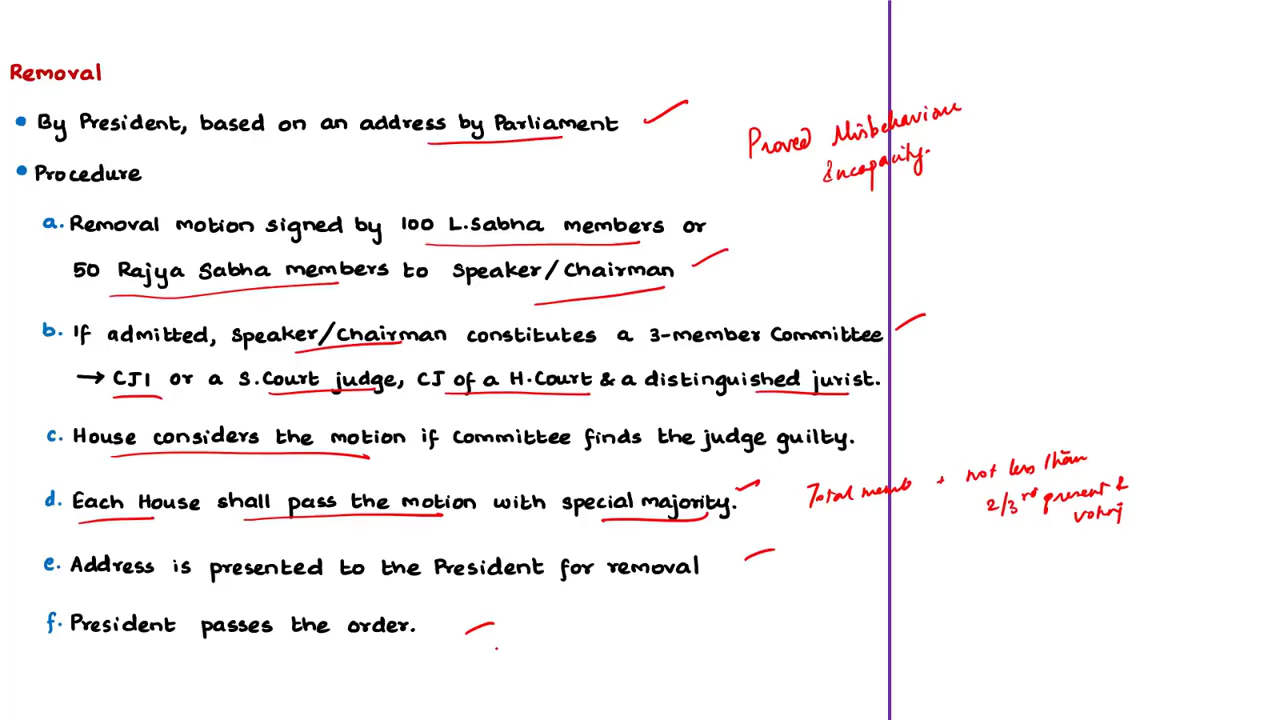 Removal
• By President, based on an address by Parliament
Proved Misbehaviour
Incapacity.
• Procedure
a. Removal motion signed by 100 L.Sabha members or
50 Rajya Sabha members to Speaker/Chairman
b. If admitted, Speaker/Chairman constitutes a 3-member Committee
→ CJI or a S.Court judge, CJ of a H.Court & a distinguished jurist.
c. House considers the motion if Committee finds the judge guilty.
d. Each House shall pass the motion with special majority.
Total memb + not less than
2/3rd present &
voting
e. Address is presented to the President for removal
f. President passes the order.